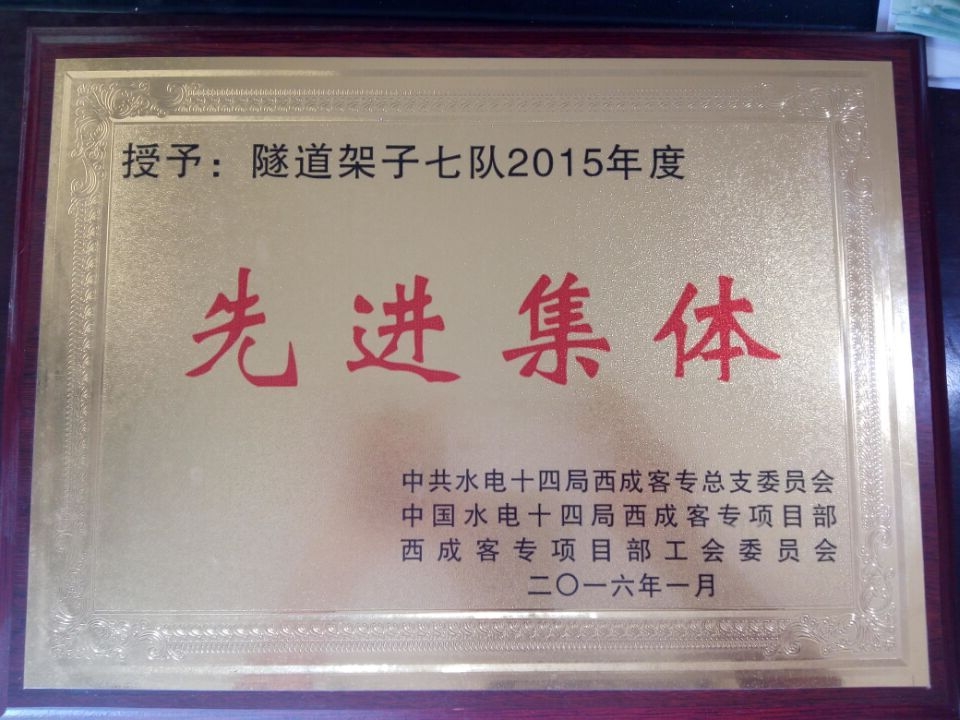 授予：隧道架子七队2015年度
先进集体
中共水电十四局西成客专总支委员会
中国水电十四局西成客专项目部
西成客专项目部工会委员会
二〇一六年一月